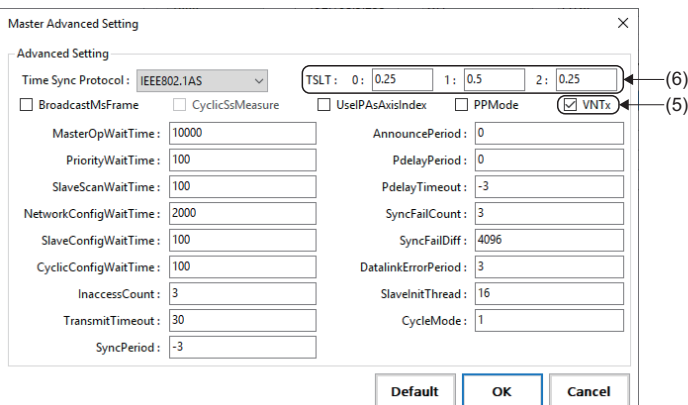 Master Advanced Setting
Advanced Setting
Time Sync Protocol : IEEE802.1AS TSLT : 0: 0.25 1: 0.5 2: 0.25 (6)
BroadcastMsFrame CyclicSsMeasure UseIPAsAxisIndex PPMode VNTx (5)
MasterOpWaitTime : 10000 AnnouncePeriod : 0
PriorityWaitTime : 100 PdelayPeriod : 0
SlaveScanWaitTime : 100 PdelayTimeout : -3
NetworkConfigWaitTime : 2000 SyncFailCount : 3
SlaveConfigWaitTime : 100 SyncFailDiff : 4096
CyclicConfigWaitTime : 100 DatalinkErrorPeriod : 3
InaccessCount : 3 SlaveInitThread : 16
TransmitTimeout : 30 CycleMode : 1
SyncPeriod : -3
Default OK Cancel